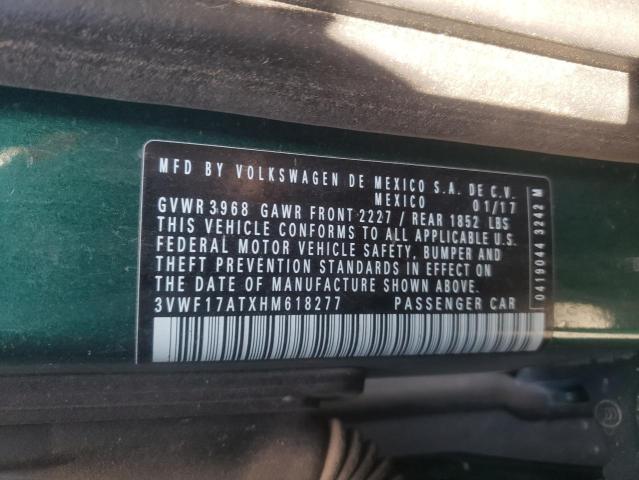 MFD BY VOLKSWAGEN DE MEXICO S.A. DE C.V.
MEXICO 01/17
GVWR 3968 GAWR FRONT 2227 / REAR 1852 LBS
THIS VEHICLE CONFORMS TO ALL APPLICABLE U.S.
FEDERAL MOTOR VEHICLE SAFETY, BUMPER AND
THEFT PREVENTION STANDARDS IN EFFECT ON
THE DATE OF MANUFACTURE SHOWN ABOVE.
3VWF17ATXHM618277 PASSENGER CAR
0419044 3242 M